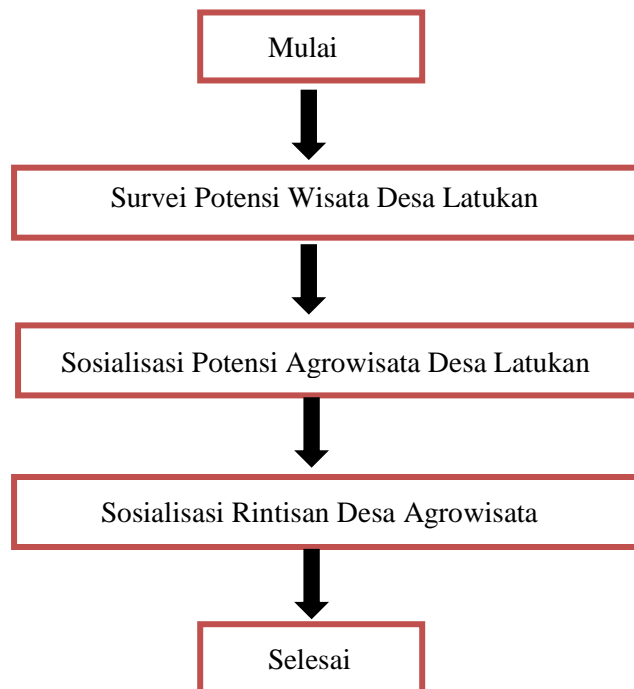 Mulai
Survei Potensi Wisata Desa Latukan
Sosialisasi Potensi Agrowisata Desa Latukan
Sosialisasi Rintisan Desa Agrowisata
Selesai